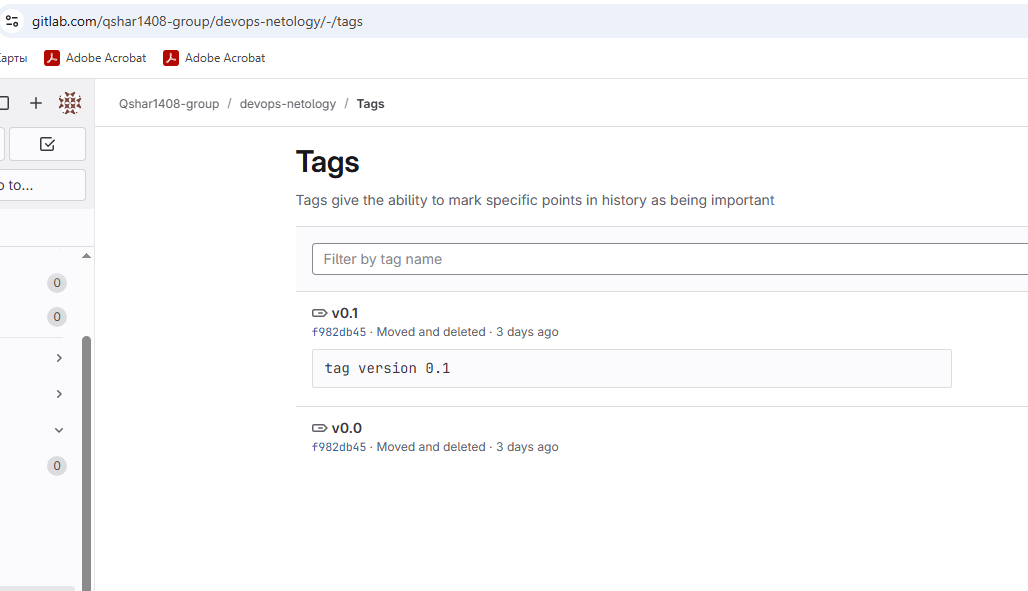 gitlab.com/qshar1408-group/devops-netology/-/tags
Adobe Acrobat Adobe Acrobat
Qshar1408-group / devops-netology / Tags
Tags
Tags give the ability to mark specific points in history as being important
to...
Filter by tag name
0
0
v0.1
f982db45 · Moved and deleted · 3 days ago
tag version 0.1
v0.0
f982db45 · Moved and deleted · 3 days ago
0